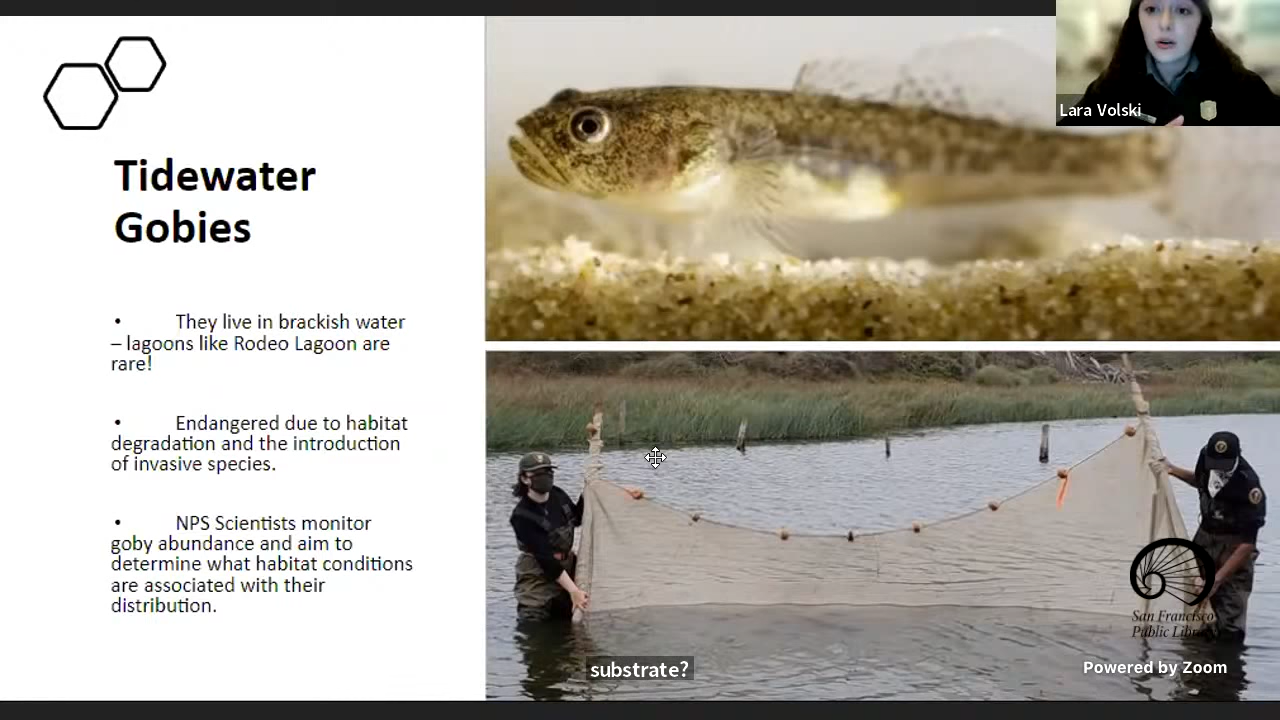 Lara Volski
Tidewater
Gobies
• They live in brackish water
– lagoons like Rodeo Lagoon are
rare!
• Endangered due to habitat
degradation and the introduction
of invasive species.
• NPS Scientists monitor
goby abundance and aim to
determine what habitat conditions
are associated with their
distribution.
San Francisco
Public Library
substrate?
Powered by Zoom